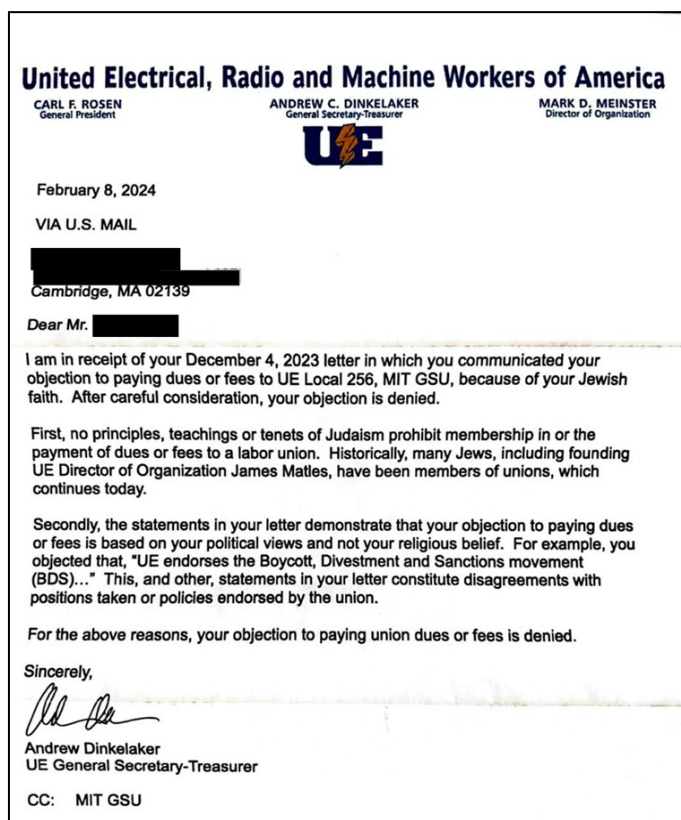 United Electrical, Radio and Machine Workers of America
CARL F. ROSEN ANDREW C. DINKELAKER MARK D. MEINSTER
General President General Secretary-Treasurer Director of Organization
UE
February 8, 2024
VIA U.S. MAIL
Cambridge, MA 02139
Dear Mr.
I am in receipt of your December 4, 2023 letter in which you communicated your
objection to paying dues or fees to UE Local 256, MIT GSU, because of your Jewish
faith. After careful consideration, your objection is denied.
First, no principles, teachings or tenets of Judaism prohibit membership in or the
payment of dues or fees to a labor union. Historically, many Jews, including founding
UE Director of Organization James Matles, have been members of unions, which
continues today.
Secondly, the statements in your letter demonstrate that your objection to paying dues
or fees is based on your political views and not your religious belief. For example, you
objected that, "UE endorses the Boycott, Divestment and Sanctions movement
(BDS)..." This, and other, statements in your letter constitute disagreements with
positions taken or policies endorsed by the union.
For the above reasons, your objection to paying union dues or fees is denied.
Sincerely,
Andrew Dinkelaker
UE General Secretary-Treasurer
CC: MIT GSU